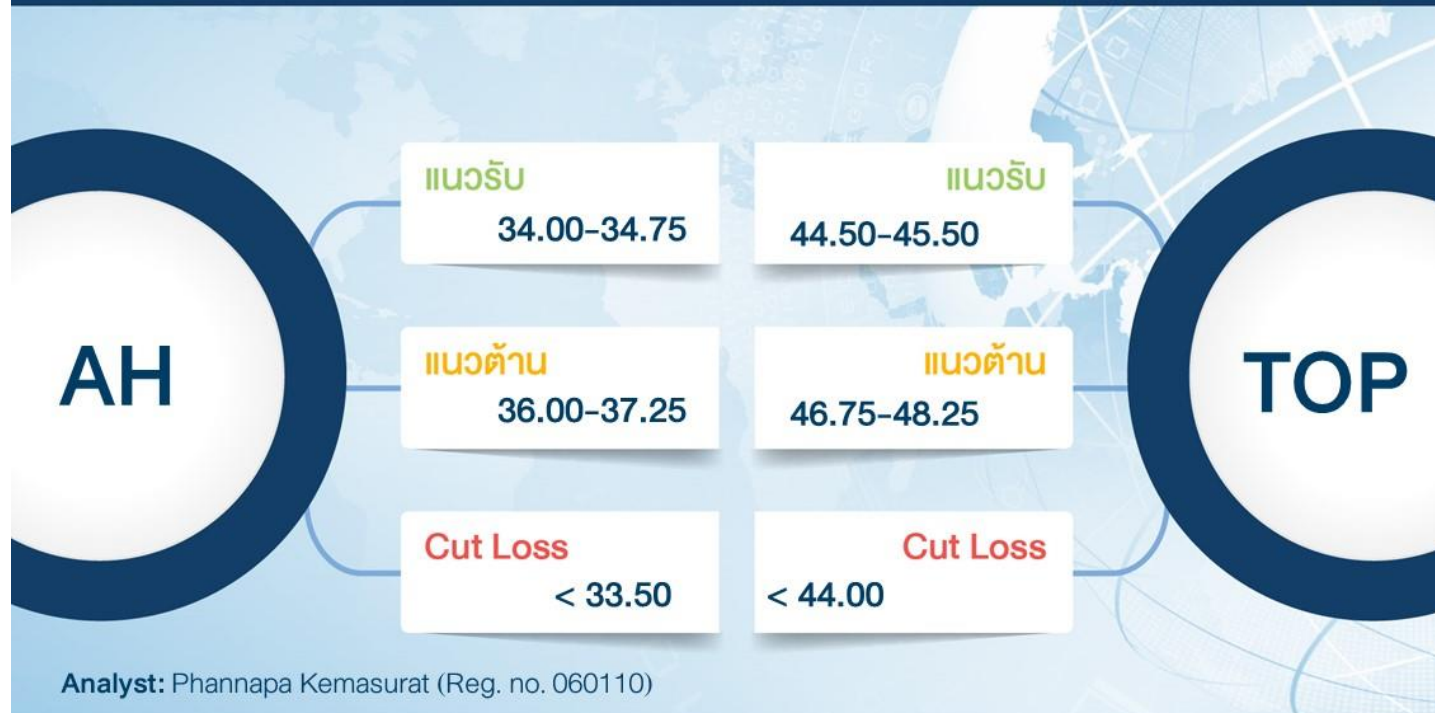 AH
แนวรับ
34.00-34.75
แนวต้าน
36.00-37.25
Cut Loss
< 33.50
แนวรับ
44.50-45.50
แนวต้าน
46.75-48.25
Cut Loss
< 44.00
TOP
Analyst: Phannapa Kemasurat (Reg. no. 060110)